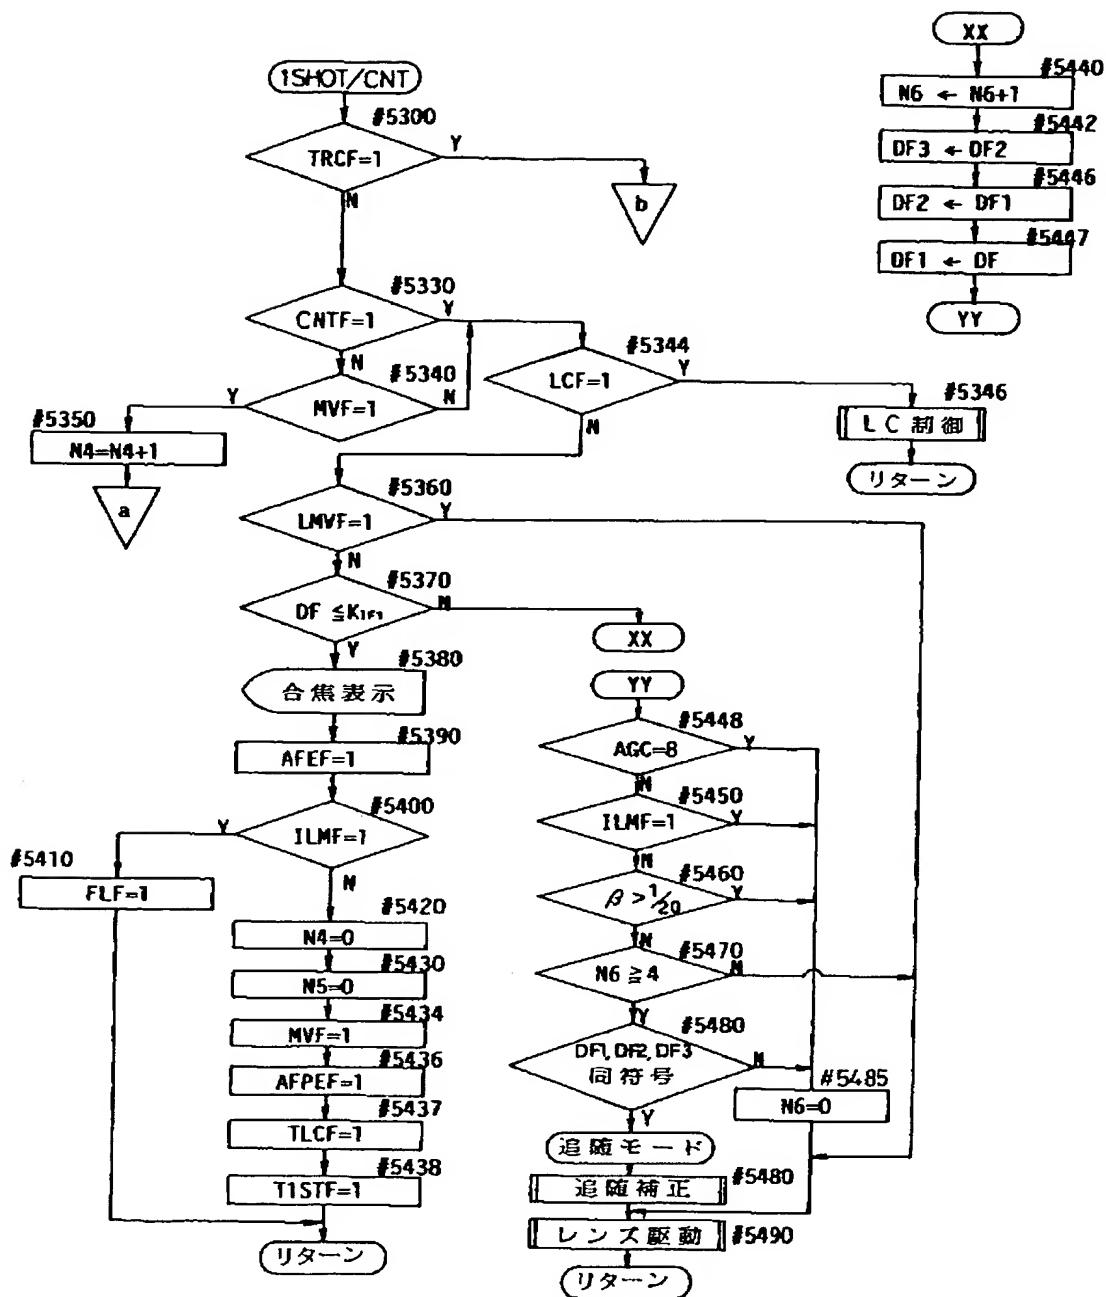 1SHOT/CNT
#5300
TRCF=1
Y
N
b
#5330
CNTF=1
Y
N
#5340
MVF=1
Y
N
#5350
N4=N4+1
a
#5344
LCF=1
Y
N
#5346
LC制御
リターン
#5360
LMVF=1
Y
N
#5370
DF ≦K1F1
N
Y
XX
#5380
合焦表示
#5390
AFEF=1
#5400
ILMF=1
Y
N
#5410
FLF=1
#5420
N4=0
#5430
N5=0
#5434
MVF=1
#5436
AFPEF=1
#5437
TLCF=1
#5438
T1STF=1
リターン
XX
#5440
N6 ← N6+1
#5442
DF3 ← DF2
#5446
DF2 ← DF1
#5447
DF1 ← DF
YY
YY
#5448
AGC=8
Y
N
#5450
ILMF=1
Y
N
#5460
β > 1/20
Y
N
#5470
N6 ≧ 4
N
Y
#5480
DF1, DF2, DF3
同符号
N
Y
#5485
N6=0
追随モード
追随補正
#5480
レンズ駆動
#5490
リターン